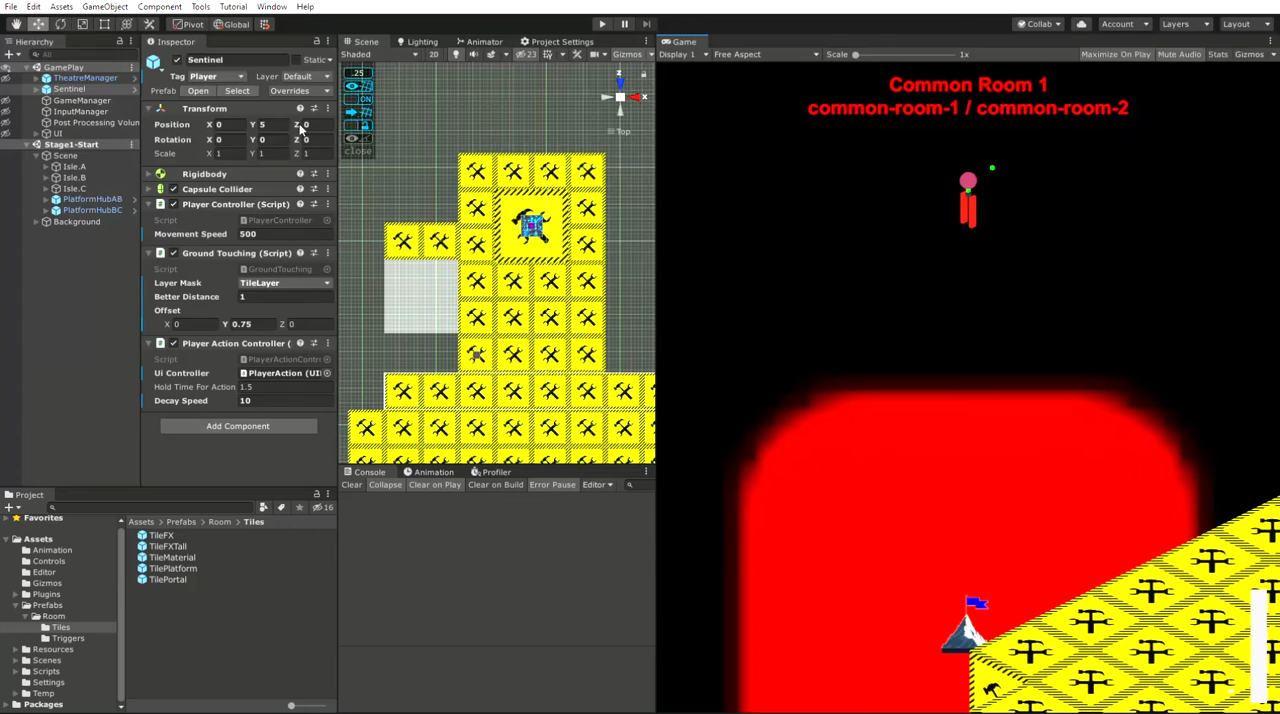 File Edit Assets GameObject Component Tools Tutorial Window Help
Pivot Global Collab Account Layers Layout
Hierarchy
GamePlay
TheatreManager
Sentinel
GameManager
InputManager
Post Processing Volun
UI
Stage1-Start
Scene
Isle.A
Isle.B
Isle.C
PlatformHubAB
PlatformHubBC
Background
Inspector
Sentinel Static
Tag Player Layer Default
Prefab Open Select Overrides
Transform
Position X 0 Y 5 Z 0
Rotation X 0 Y 0 Z 0
Scale X 1 Y 1 Z 1
Rigidbody
Capsule Collider
Player Controller (Script)
Script PlayerController
Movement Speed 500
Ground Touching (Script)
Script GroundTouching
Layer Mask TileLayer
Better Distance 1
Offset
X 0 Y 0.75 Z 0
Player Action Controller (
Script PlayerActionContr
Ui Controller PlayerAction (UI
Hold Time For Action 1.5
Decay Speed 10
Add Component
Scene Lighting Animator Project Settings
Shaded 2D 23 Gizmos
.25
ON
close
z
x
Top
Console Animation Profiler
Clear Collapse Clear on Play Clear on Build Error Pause Editor
Game
Display 1 Free Aspect Scale 1x Maximize On Play Mute Audio Stats Gizmos
Common Room 1
common-room-1 / common-room-2
Project
16
Favorites
Assets
Animation
Controls
Editor
Gizmos
Plugins
Prefabs
Room
Tiles
Triggers
Resources
Scenes
Scripts
Settings
Temp
Packages
Assets Prefabs Room Tiles
TileFX
TileFXTall
TileMaterial
TilePlatform
TilePortal